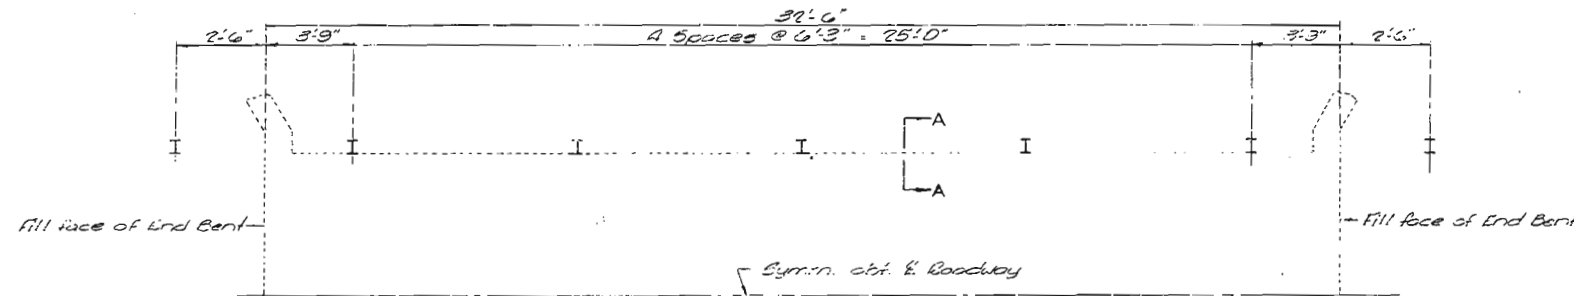 32'-6"
2'-6" 3'-9" 4 Spaces @ 6'-3" = 25'-0" 3'-9" 2'-6"
A
A
Fill face of End Bent
Fill face of End Bent
Symm. abt. ℄ Roadway